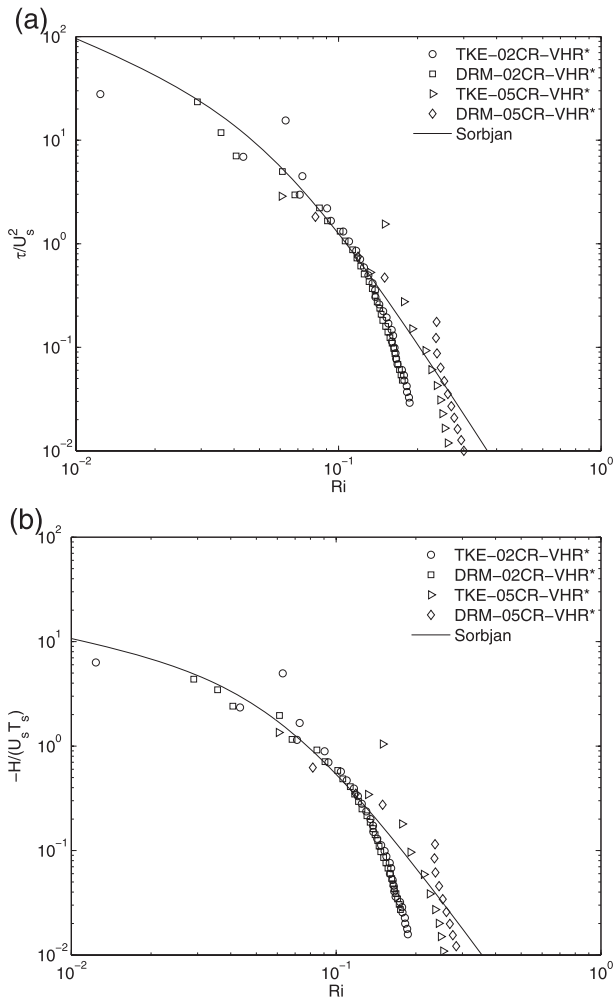 (a)
10^2
10^1
10^0
10^-1
10^-2
τ/U_s^2
TKE−02CR−VHR*
DRM−02CR−VHR*
TKE−05CR−VHR*
DRM−05CR−VHR*
Sorbjan
10^-2 10^-1 10^0
Ri
(b)
10^2
10^1
10^0
10^-1
10^-2
−H/(U_s T_s)
TKE−02CR−VHR*
DRM−02CR−VHR*
TKE−05CR−VHR*
DRM−05CR−VHR*
Sorbjan
10^-2 10^-1 10^0
Ri